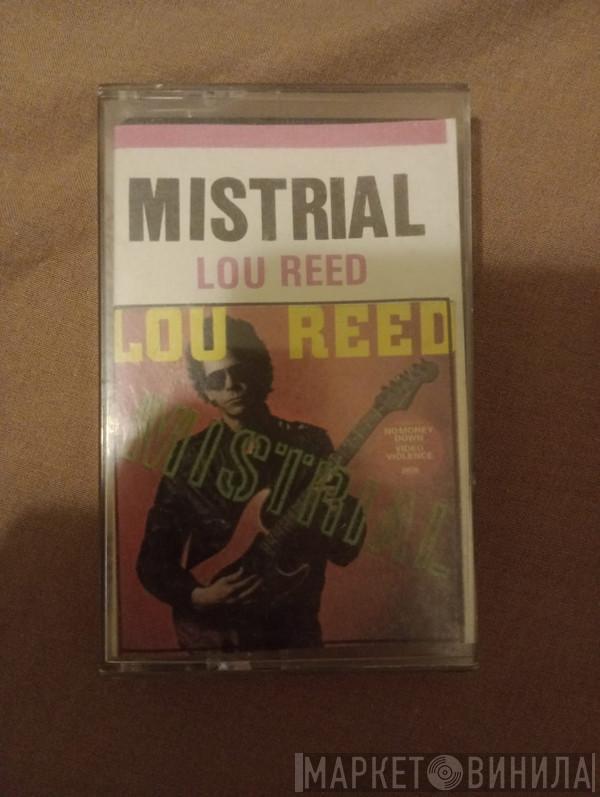 MISTRIAL
LOU REED
LOU REED
MISTRIAL
NO MONEY
DOWN
VIDEO
VIOLENCE
МАРКЕТ ВИНИЛА